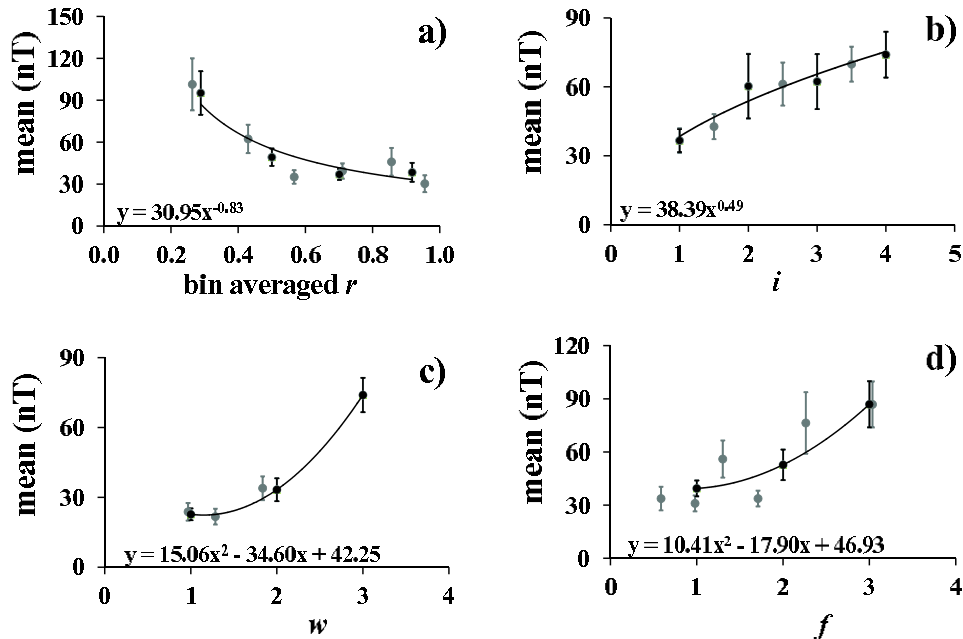 a)
mean (nT)
150
120
90
60
30
0
y = 30.95x^-0.83
0.0 0.2 0.4 0.6 0.8 1.0
bin averaged r
b)
mean (nT)
90
60
30
0
y = 38.39x^0.49
0 1 2 3 4 5
i
c)
mean (nT)
90
60
30
0
y = 15.06x² - 34.60x + 42.25
0 1 2 3 4
w
d)
mean (nT)
120
90
60
30
0
y = 10.41x² - 17.90x + 46.93
0 1 2 3 4
f